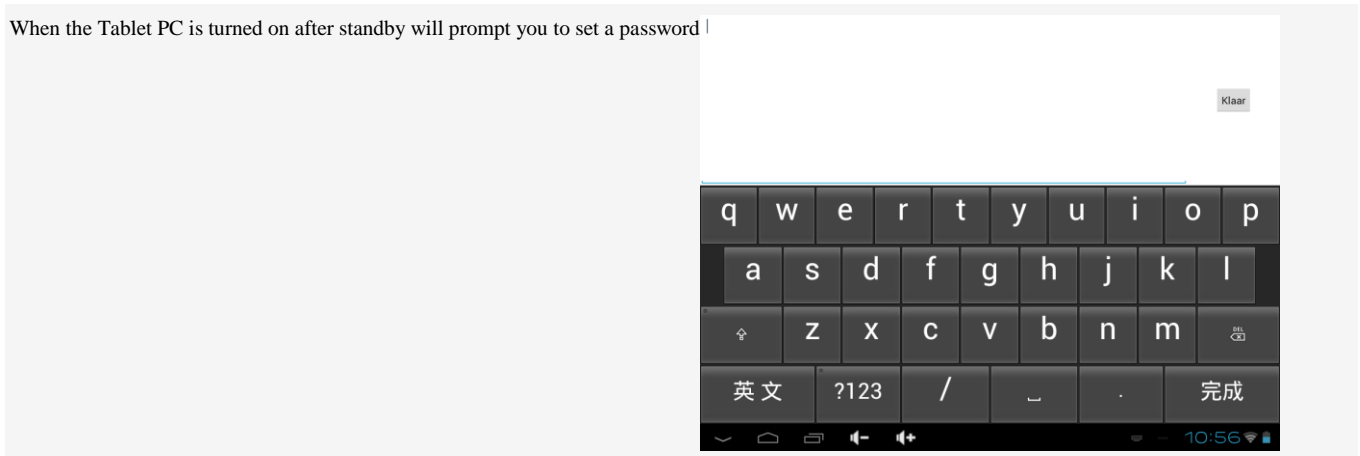 When the Tablet PC is turned on after standby will prompt you to set a password
Klaar
q w e r t y u i o p
a s d f g h j k l
z x c v b n m DEL
英文 ?123 / .  完成
10:56